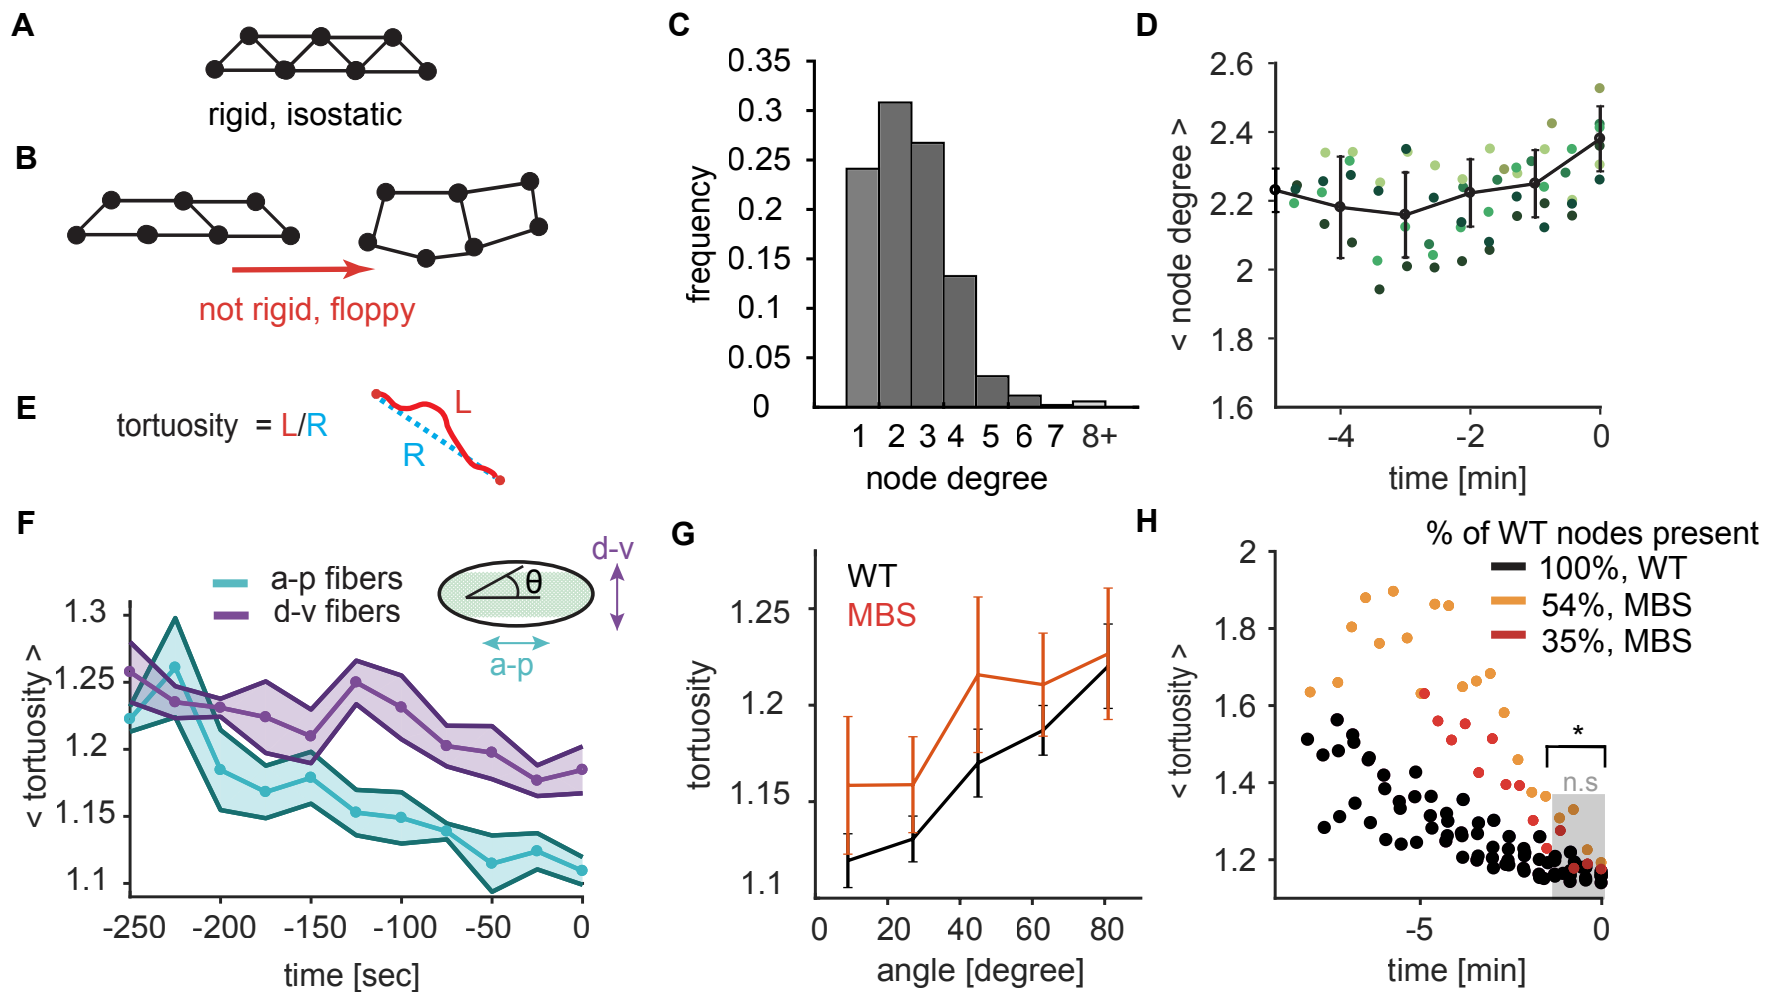 A
rigid, isostatic
B
not rigid, floppy
C
0.35
0.3
0.25
0.2
0.15
0.1
0.05
0
frequency
1 2 3 4 5 6 7 8+
node degree
D
2.6
2.4
2.2
2
1.8
1.6
< node degree >
-4 -2 0
time [min]
E
tortuosity = L/R
L
R
F
a-p fibers
d-v fibers
θ
d-v
a-p
1.3
1.25
1.2
1.15
1.1
< tortuosity >
-250 -200 -150 -100 -50 0
time [sec]
G
WT
MBS
1.25
1.2
1.15
1.1
tortuosity
0 20 40 60 80
angle [degree]
H
% of WT nodes present
100%, WT
54%, MBS
35%, MBS
*
n.s
2
1.8
1.6
1.4
1.2
< tortuosity >
-5 0
time [min]